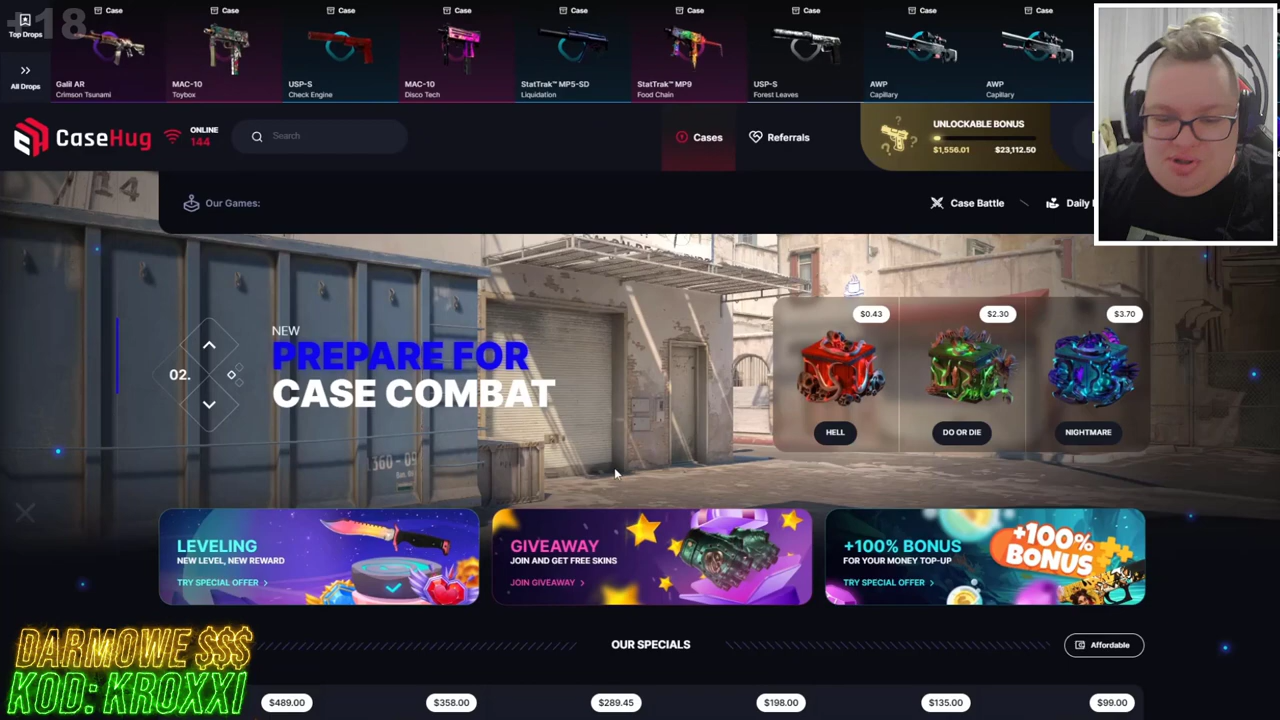 +18
Top Drops
All Drops
Case
Galil AR
Crimson Tsunami
Case
MAC-10
Toybox
Case
USP-S
Check Engine
Case
MAC-10
Disco Tech
Case
StatTrak™ MP5-SD
Liquidation
Case
StatTrak™ MP9
Food Chain
Case
USP-S
Forest Leaves
Case
AWP
Capillary
Case
AWP
Capillary
CaseHug
ONLINE
144
Search
Cases
Referrals
UNLOCKABLE BONUS
$1,556.01 $23,112.50
Our Games:
Case Battle
Daily
02.
NEW
PREPARE FOR
CASE COMBAT
$0.43
HELL
$2.30
DO OR DIE
$3.70
NIGHTMARE
LEVELING
NEW LEVEL, NEW REWARD
TRY SPECIAL OFFER
GIVEAWAY
JOIN AND GET FREE SKINS
JOIN GIVEAWAY
+100% BONUS
FOR YOUR MONEY TOP-UP
TRY SPECIAL OFFER
+100%
BONUS
OUR SPECIALS
Affordable
DARMOWE $$$
KOD: KROXXI
$489.00 $358.00 $289.45 $198.00 $135.00 $99.00